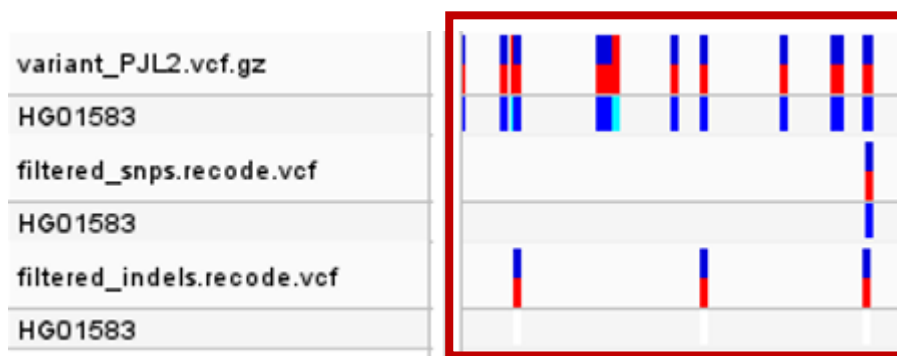 variant_PJL2.vcf.gz
HG01583
filtered_snps.recode.vcf
HG01583
filtered_indels.recode.vcf
HG01583